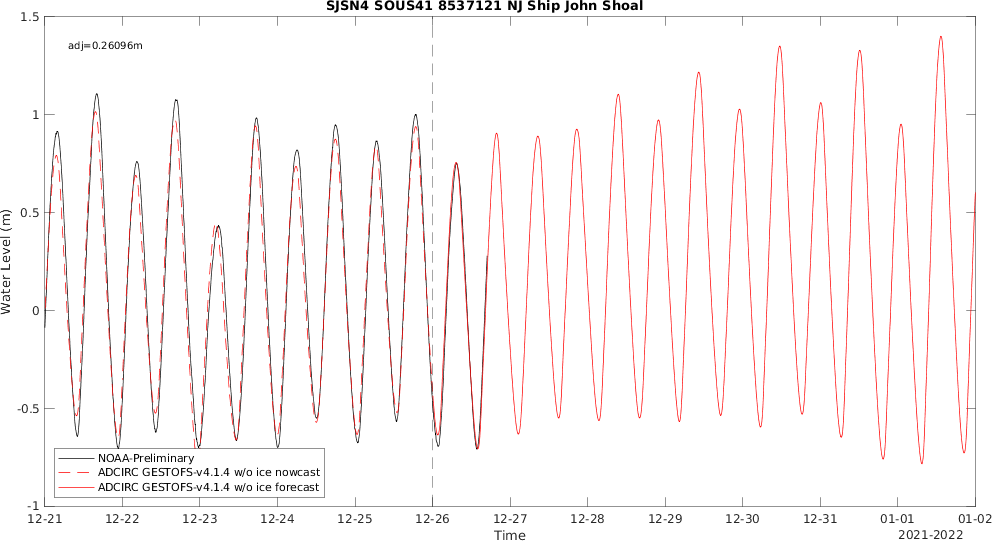 SJSN4 SOUS41 8537121 NJ Ship John Shoal
adj=0.26096m
Water Level (m)
1.5
1
0.5
0
-0.5
-1
NOAA-Preliminary
ADCIRC GESTOFS-v4.1.4 w/o ice nowcast
ADCIRC GESTOFS-v4.1.4 w/o ice forecast
12-21 12-22 12-23 12-24 12-25 12-26 12-27 12-28 12-29 12-30 12-31 01-01 01-02
Time
2021-2022